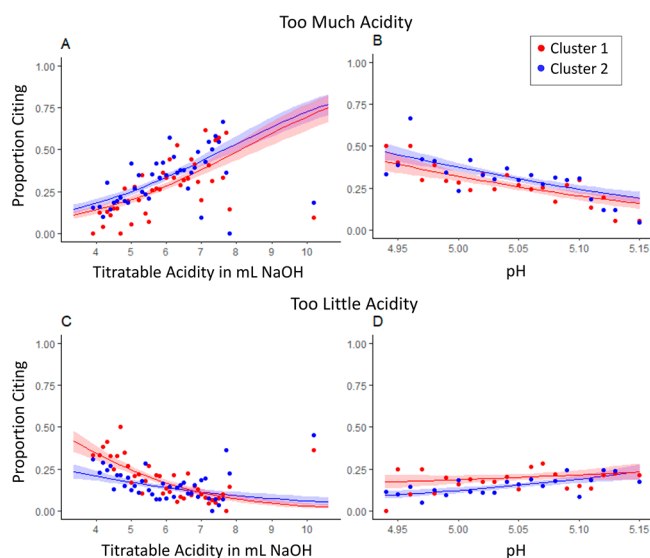 Too Much Acidity
A
B
Cluster 1
Cluster 2
Proportion Citing
1.00
0.75
0.50
0.25
0.00
4 5 6 7 8 9 10
Titratable Acidity in mL NaOH
1.00
0.75
0.50
0.25
0.00
4.95 5.00 5.05 5.10 5.15
pH
Too Little Acidity
C
D
Proportion Citing
1.00
0.75
0.50
0.25
0.00
4 5 6 7 8 9 10
Titratable Acidity in mL NaOH
1.00
0.75
0.50
0.25
0.00
4.95 5.00 5.05 5.10 5.15
pH